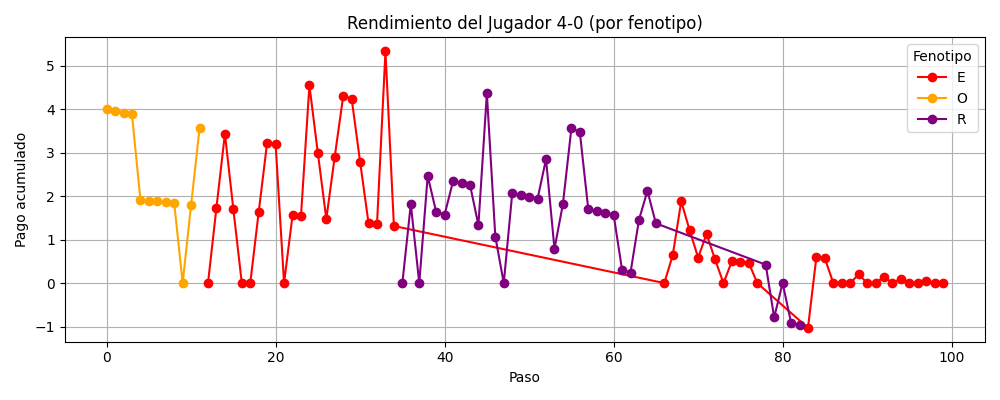 Rendimiento del Jugador 4-0 (por fenotipo)
Pago acumulado
5
4
3
2
1
0
−1
Fenotipo
E
O
R
0 20 40 60 80 100
Paso